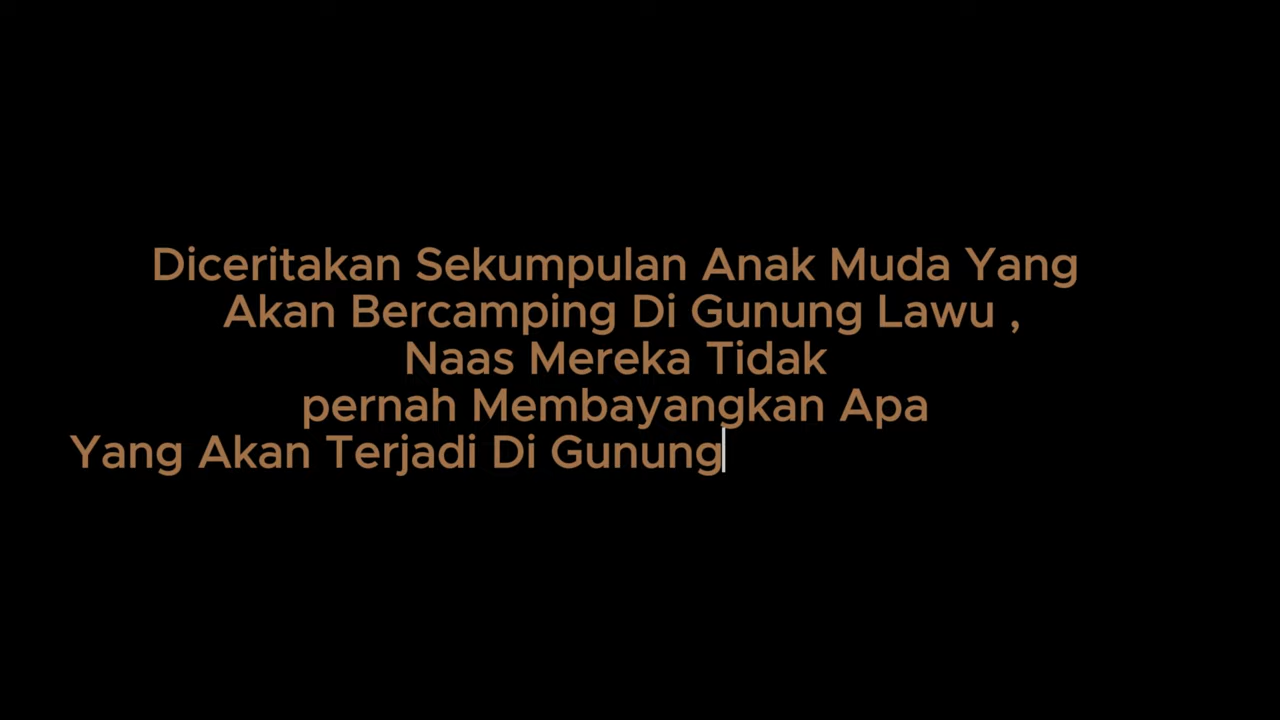 Diceritakan Sekumpulan Anak Muda Yang
Akan Bercamping Di Gunung Lawu ,
Naas Mereka Tidak
pernah Membayangkan Apa
Yang Akan Terjadi Di Gunung